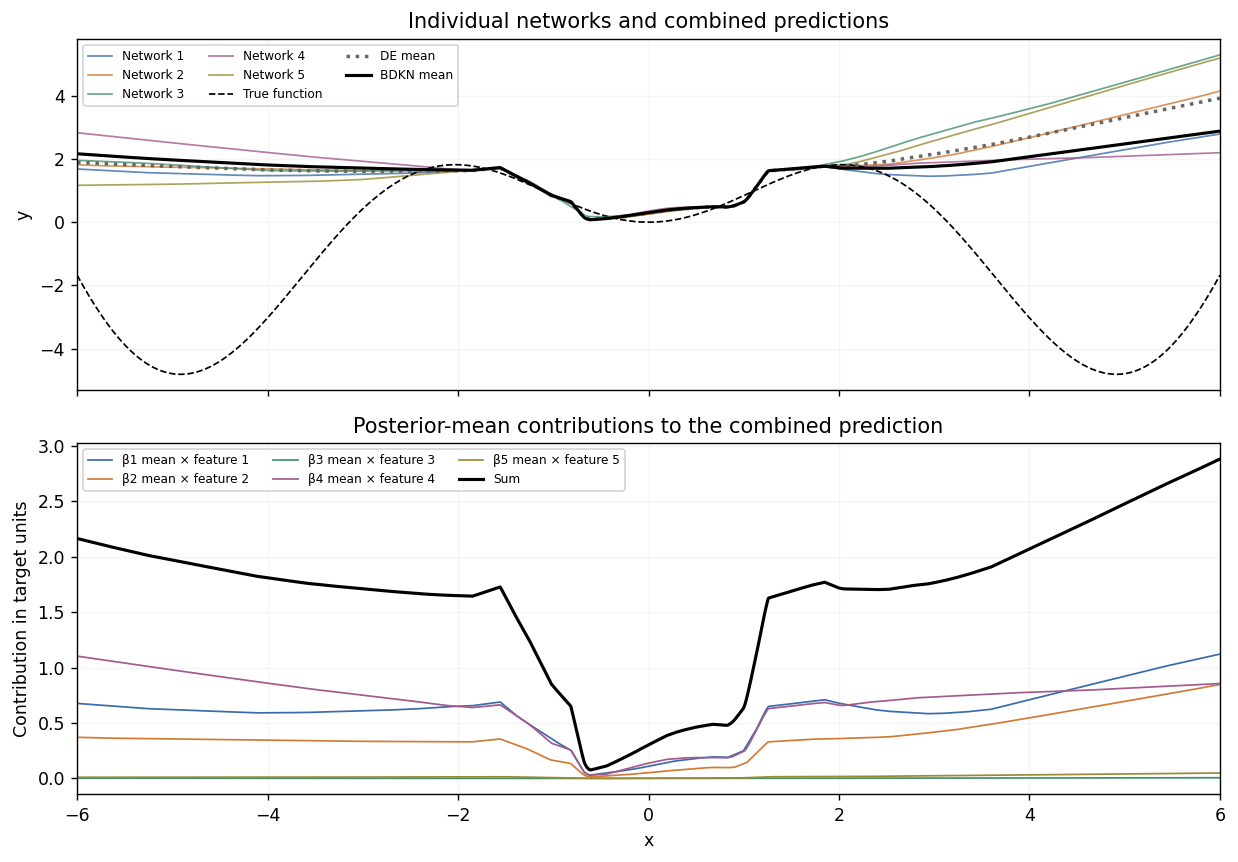 Individual networks and combined predictions
Network 1 Network 4 DE mean
Network 2 Network 5 BDKN mean
Network 3 True function
4
2
0
−2
−4
y
Posterior-mean contributions to the combined prediction
β1 mean × feature 1 β3 mean × feature 3 β5 mean × feature 5
β2 mean × feature 2 β4 mean × feature 4 Sum
3.0
2.5
2.0
1.5
1.0
0.5
0.0
Contribution in target units
−6 −4 −2 0 2 4 6
x